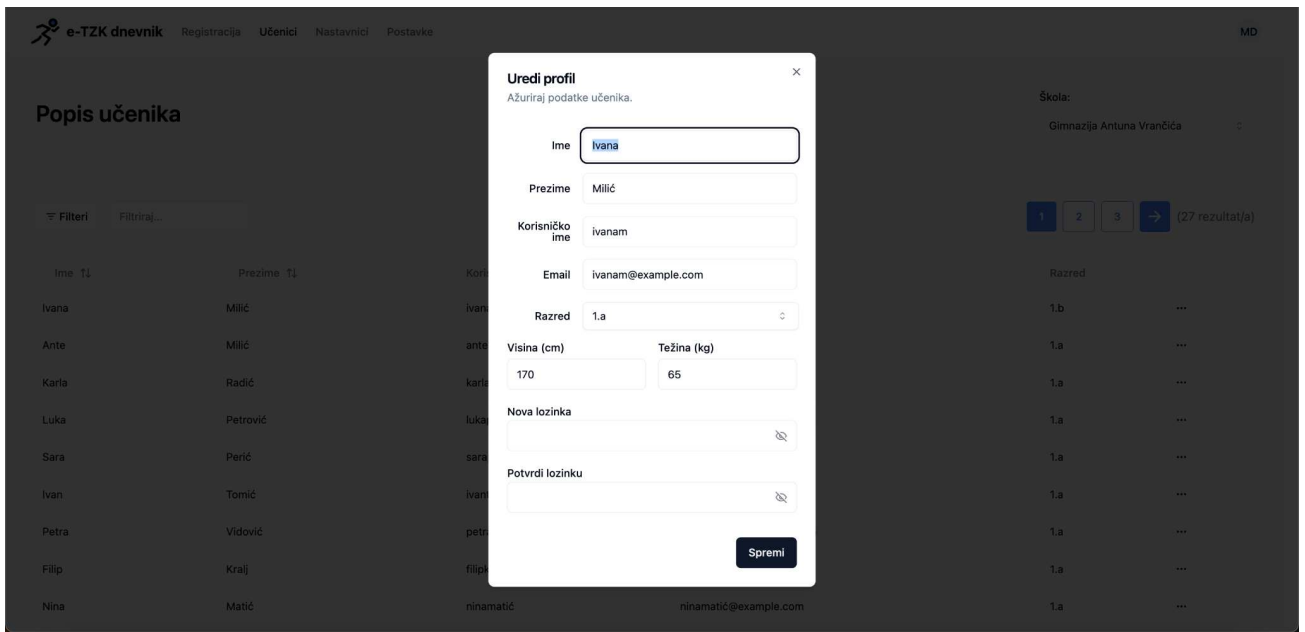 e-TZK dnevnik Registracija Učenici Nastavnici Postavke MD
Uredi profil
Ažuriraj podatke učenika.
Popis učenika
Škola:
Gimnazija Antuna Vrančića
Ime Ivana
Prezime Milić
Korisničko
ime
ivanam
Email ivanam@example.com
Razred 1.a
Visina (cm) Težina (kg)
170 65
Nova lozinka
Potvrdi lozinku
Spremi
Filteri Filtriraj...
1 2 3 → (27 rezultat/a)
Ime Prezime Razred
Ivana Milić 1.b ...
Ante Milić ante 1.a ...
Karla Radić 1.a ...
Luka Petrović 1.a ...
Sara Perić sara 1.a ...
Ivan Tomić 1.a ...
Petra Vidović 1.a ...
Filip Kralj 1.a ...
Nina Matić ninamatić ninamatić@example.com 1.a ...